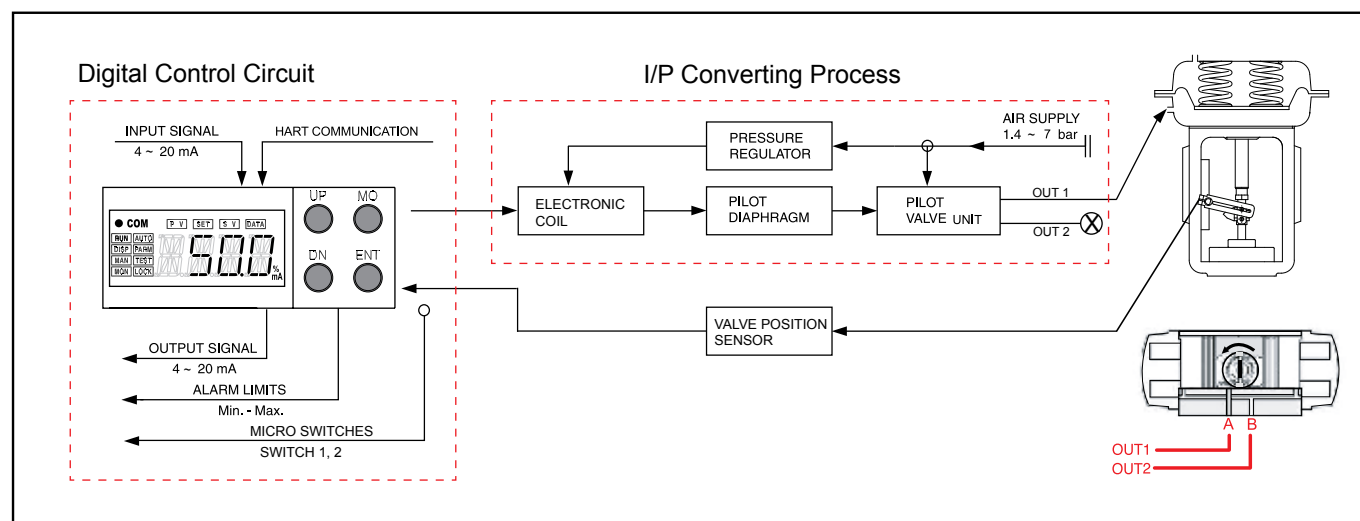 Digital Control Circuit
I/P Converting Process
INPUT SIGNAL
4 ~ 20 mA
HART COMMUNICATION
COM
P V
SET
S V
DATA
RUN
AUTO
DISP
PARM
MAN
TEST
MON
LOCK
50.0
%
mA
UP
MO
DN
ENT
OUTPUT SIGNAL
4 ~ 20 mA
ALARM LIMITS
Min. - Max.
MICRO SWITCHES
SWITCH 1, 2
PRESSURE
REGULATOR
AIR SUPPLY
1.4 ~ 7 bar
ELECTRONIC
COIL
PILOT
DIAPHRAGM
PILOT
VALVE UNIT
OUT 1
OUT 2
VALVE POSITION
SENSOR
A B
OUT1
OUT2